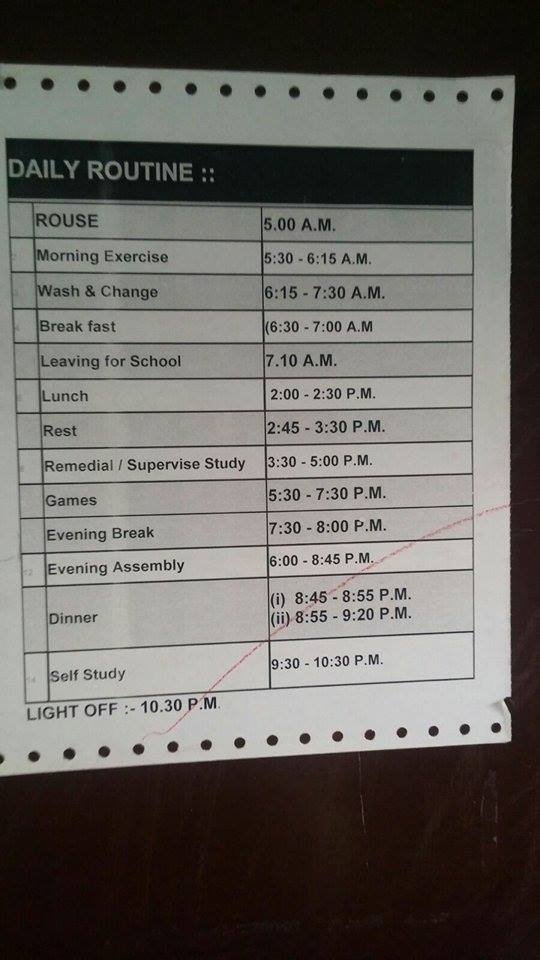 DAILY ROUTINE ::
ROUSE 5.00 A.M.
Morning Exercise 5:30 - 6:15 A.M.
Wash & Change 6:15 - 7:30 A.M.
Break fast (6:30 - 7:00 A.M
Leaving for School 7.10 A.M.
Lunch 2:00 - 2:30 P.M.
Rest 2:45 - 3:30 P.M.
Remedial / Supervise Study 3:30 - 5:00 P.M.
Games 5:30 - 7:30 P.M.
Evening Break 7:30 - 8:00 P.M.
12 Evening Assembly 6:00 - 8:45 P.M.
Dinner (i) 8:45 - 8:55 P.M.
(ii) 8:55 - 9:20 P.M.
14 Self Study 9:30 - 10:30 P.M.
LIGHT OFF :- 10.30 P.M.